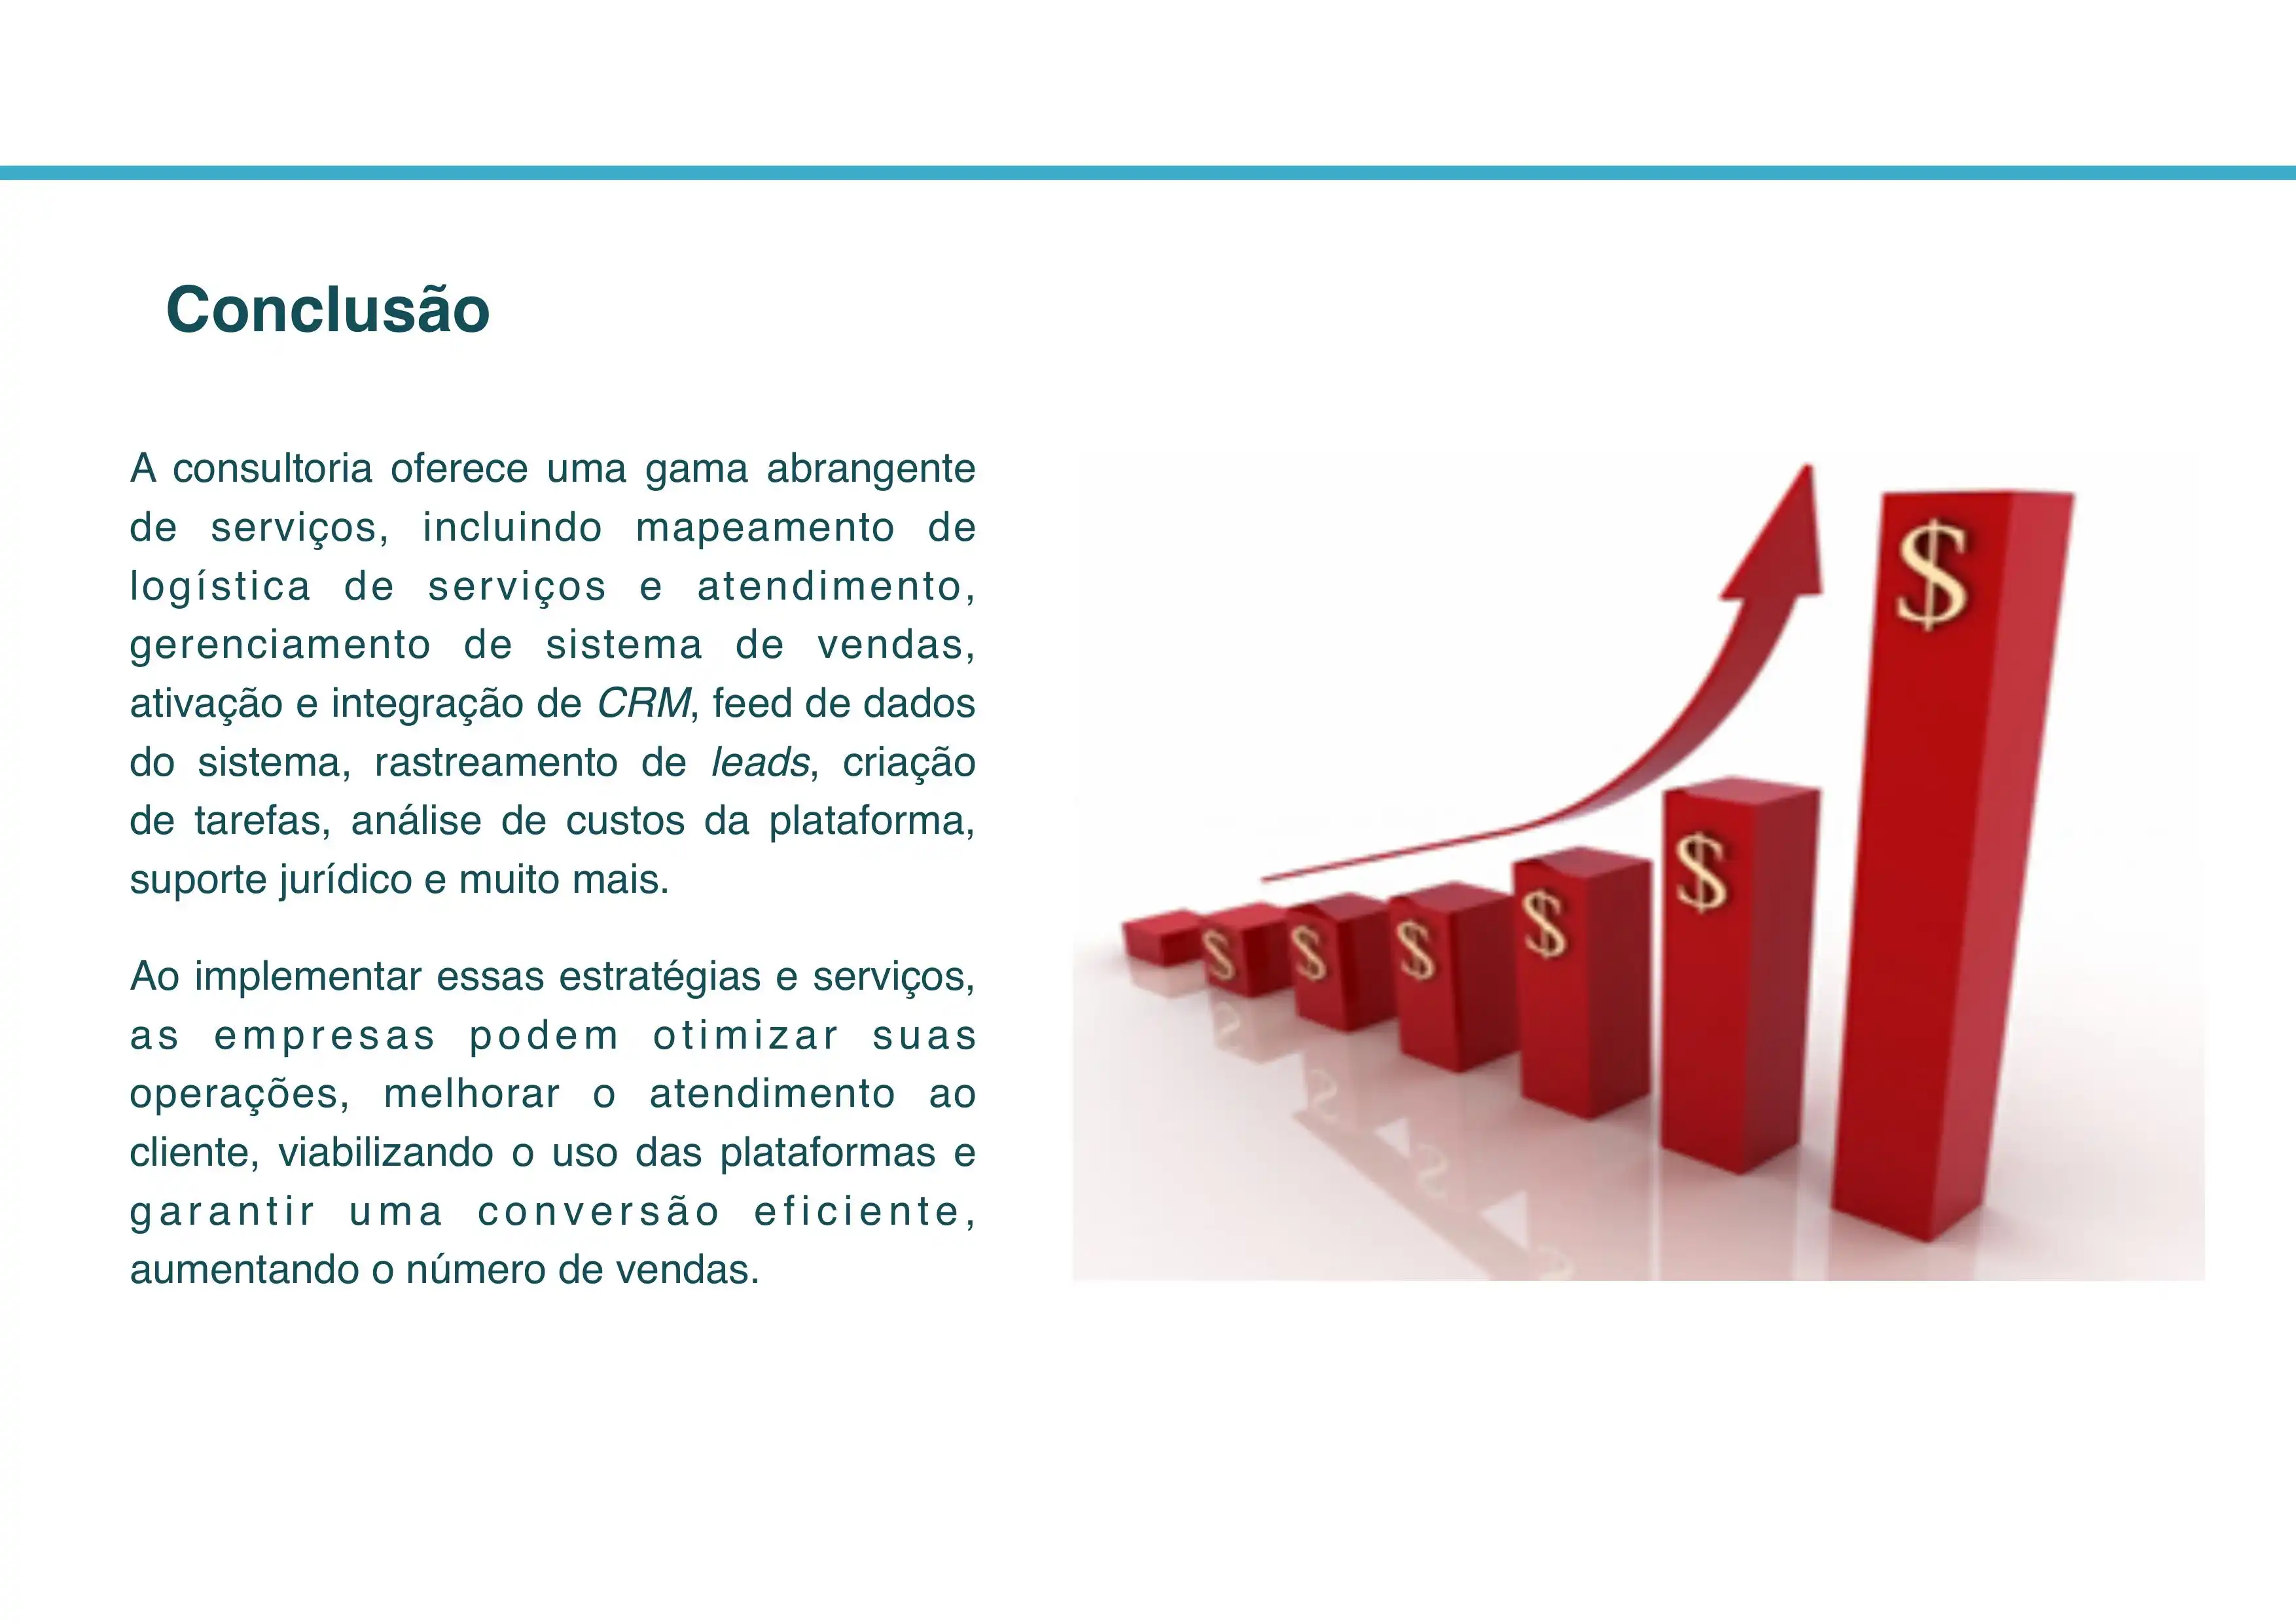 Conclusão
A consultoria oferece uma gama abrangente
de serviços, incluindo mapeamento de
logística de serviços e atendimento,
gerenciamento de sistema de vendas,
ativação e integração de CRM, feed de dados
do sistema, rastreamento de leads, criação
de tarefas, análise de custos da plataforma,
suporte jurídico e muito mais.
Ao implementar essas estratégias e serviços,
as empresas podem otimizar suas
operações, melhorar o atendimento ao
cliente, viabilizando o uso das plataformas e
garantir uma conversão eficiente,
aumentando o número de vendas.
$ $ $ $ $ $